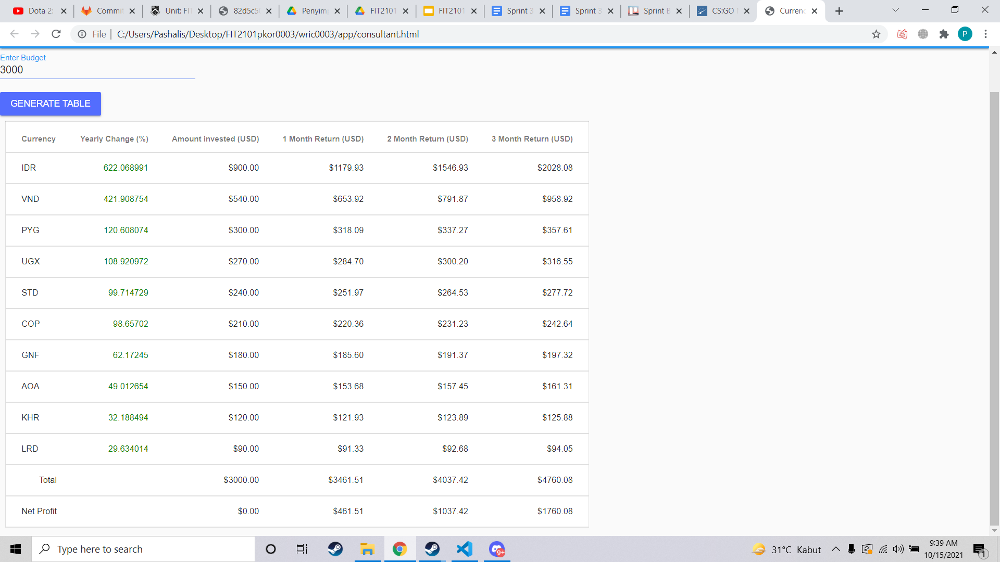 Dota 2: Commit Unit: FIT 82d5c5 Penyim FIT2101 FIT2101 Sprint 3 Sprint 3 Sprint B CS:GO Currenc
File C:/Users/Pashalis/Desktop/FIT2101pkor0003/wric0003/app/consultant.html P
Enter Budget
3000
GENERATE TABLE
Currency Yearly Change (%) Amount invested (USD) 1 Month Return (USD) 2 Month Return (USD) 3 Month Return (USD)
IDR 622.068991 $900.00 $1179.93 $1546.93 $2028.08
VND 421.908754 $540.00 $653.92 $791.87 $958.92
PYG 120.608074 $300.00 $318.09 $337.27 $357.61
UGX 108.920972 $270.00 $284.70 $300.20 $316.55
STD 99.714729 $240.00 $251.97 $264.53 $277.72
COP 98.65702 $210.00 $220.36 $231.23 $242.64
GNF 62.17245 $180.00 $185.60 $191.37 $197.32
AOA 49.012654 $150.00 $153.68 $157.45 $161.31
KHR 32.188494 $120.00 $121.93 $123.89 $125.88
LRD 29.634014 $90.00 $91.33 $92.68 $94.05
Total $3000.00 $3461.51 $4037.42 $4760.08
Net Profit $0.00 $461.51 $1037.42 $1760.08
Type here to search 9+ 31°C Kabut 9:39 AM
10/15/2021 1